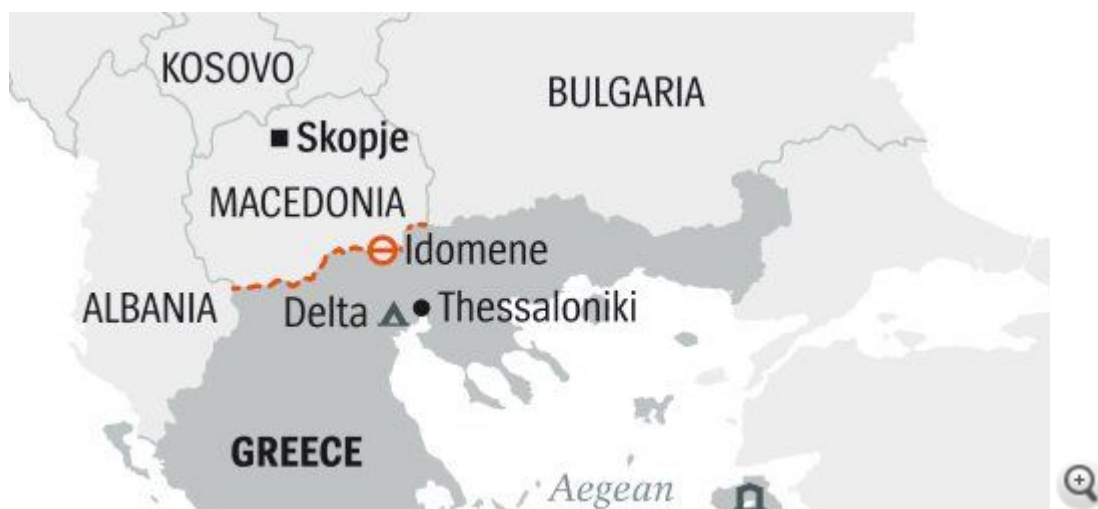 KOSOVO
BULGARIA
Skopje
MACEDONIA
Idomene
ALBANIA
Delta
Thessaloniki
GREECE
Aegean